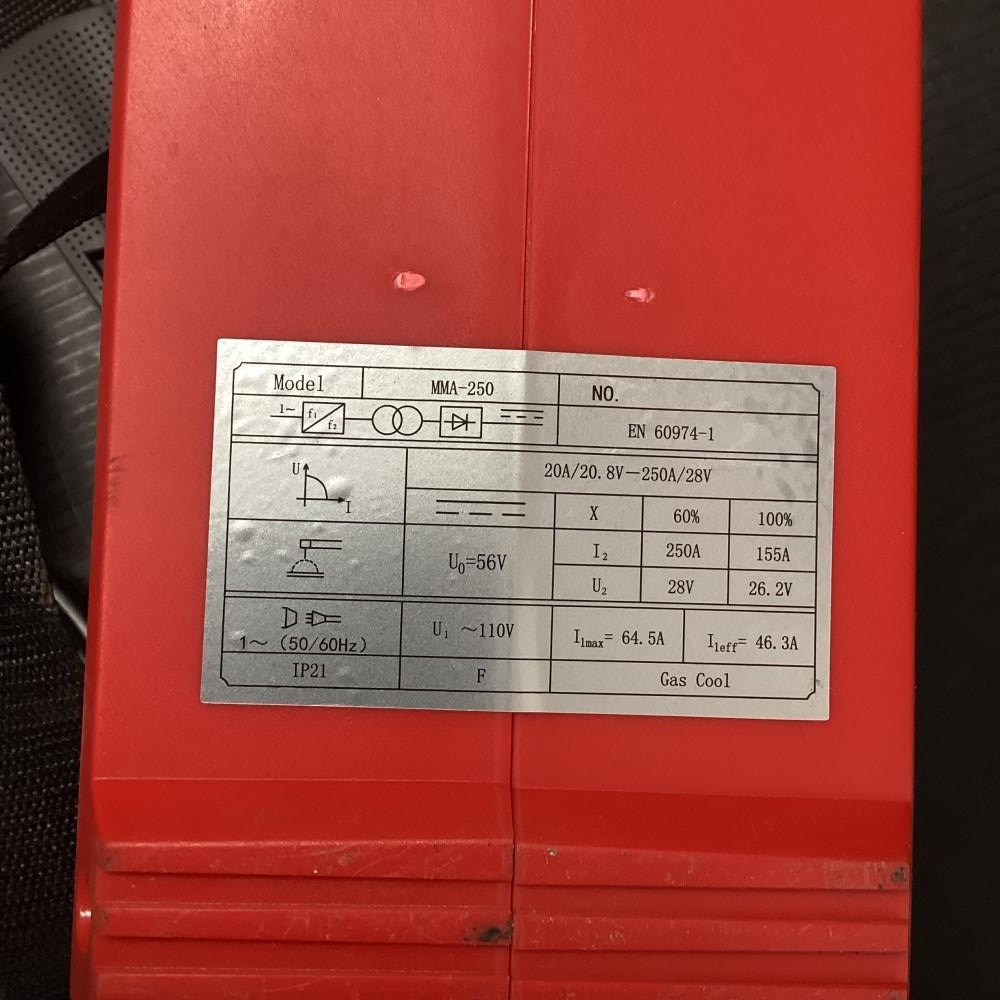 Model MMA-250 NO.
1~ f₁ f₂ EN 60974-1
U I 20A/20.8V—250A/28V
X 60% 100%
U₀=56V I₂ 250A 155A
U₂ 28V 26.2V
1~ (50/60Hz) U₁ ~110V I₁max= 64.5A I₁eff= 46.3A
IP21 F Gas Cool